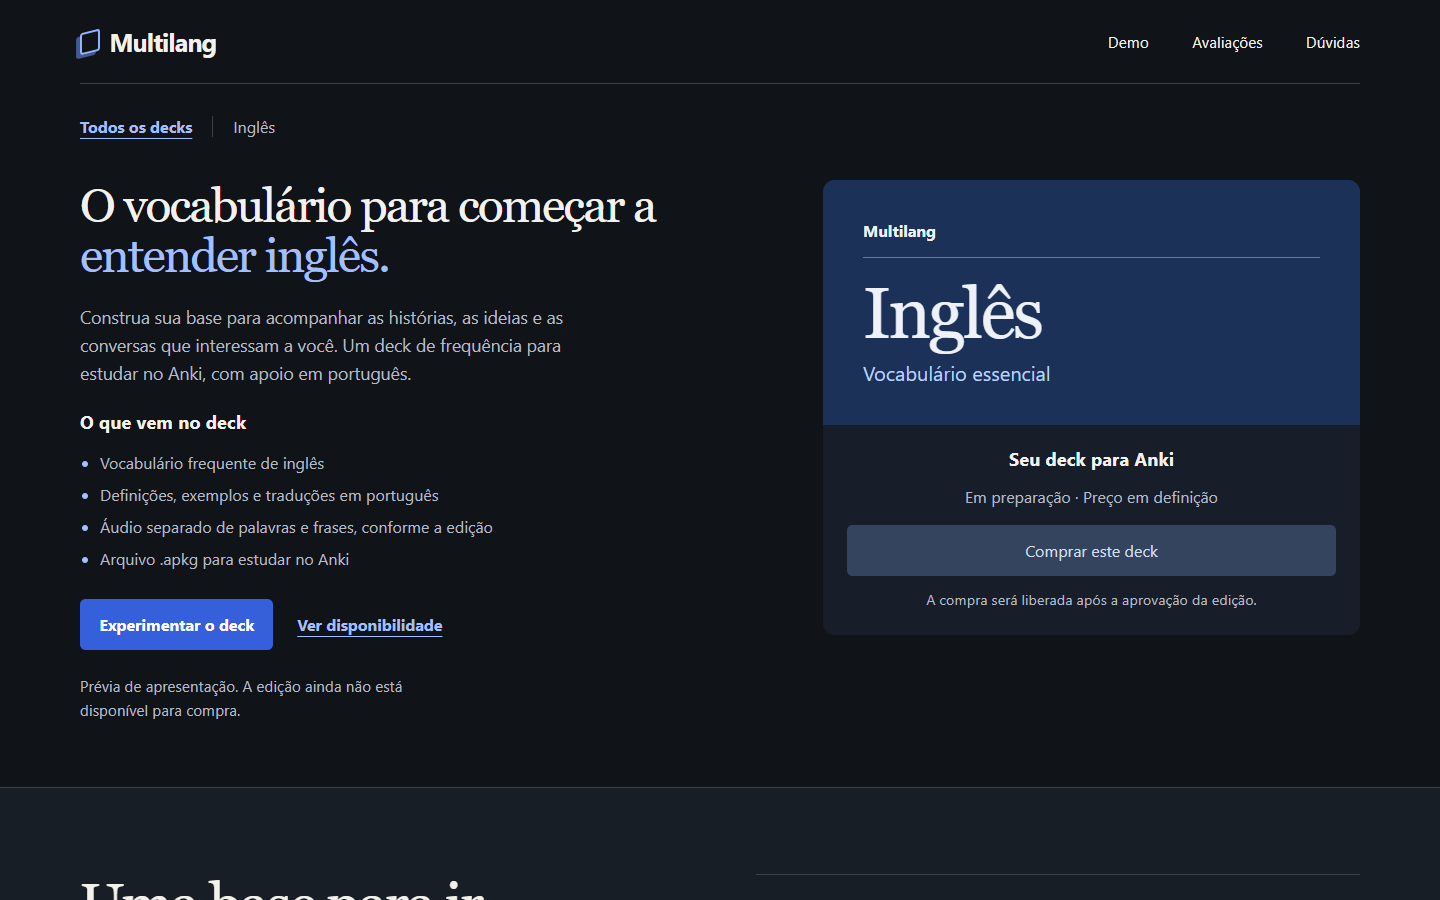 Multilang
Demo
Avaliações
Dúvidas
Todos os decks
Inglês
O vocabulário para começar a
entender inglês.
Construa sua base para acompanhar as histórias, as ideias e as
conversas que interessam a você. Um deck de frequência para
estudar no Anki, com apoio em português.
O que vem no deck
Vocabulário frequente de inglês
Definições, exemplos e traduções em português
Áudio separado de palavras e frases, conforme a edição
Arquivo .apkg para estudar no Anki
Experimentar o deck
Ver disponibilidade
Prévia de apresentação. A edição ainda não está
disponível para compra.
Multilang
Inglês
Vocabulário essencial
Seu deck para Anki
Em preparação · Preço em definição
Comprar este deck
A compra será liberada após a aprovação da edição.
Uma base para ir